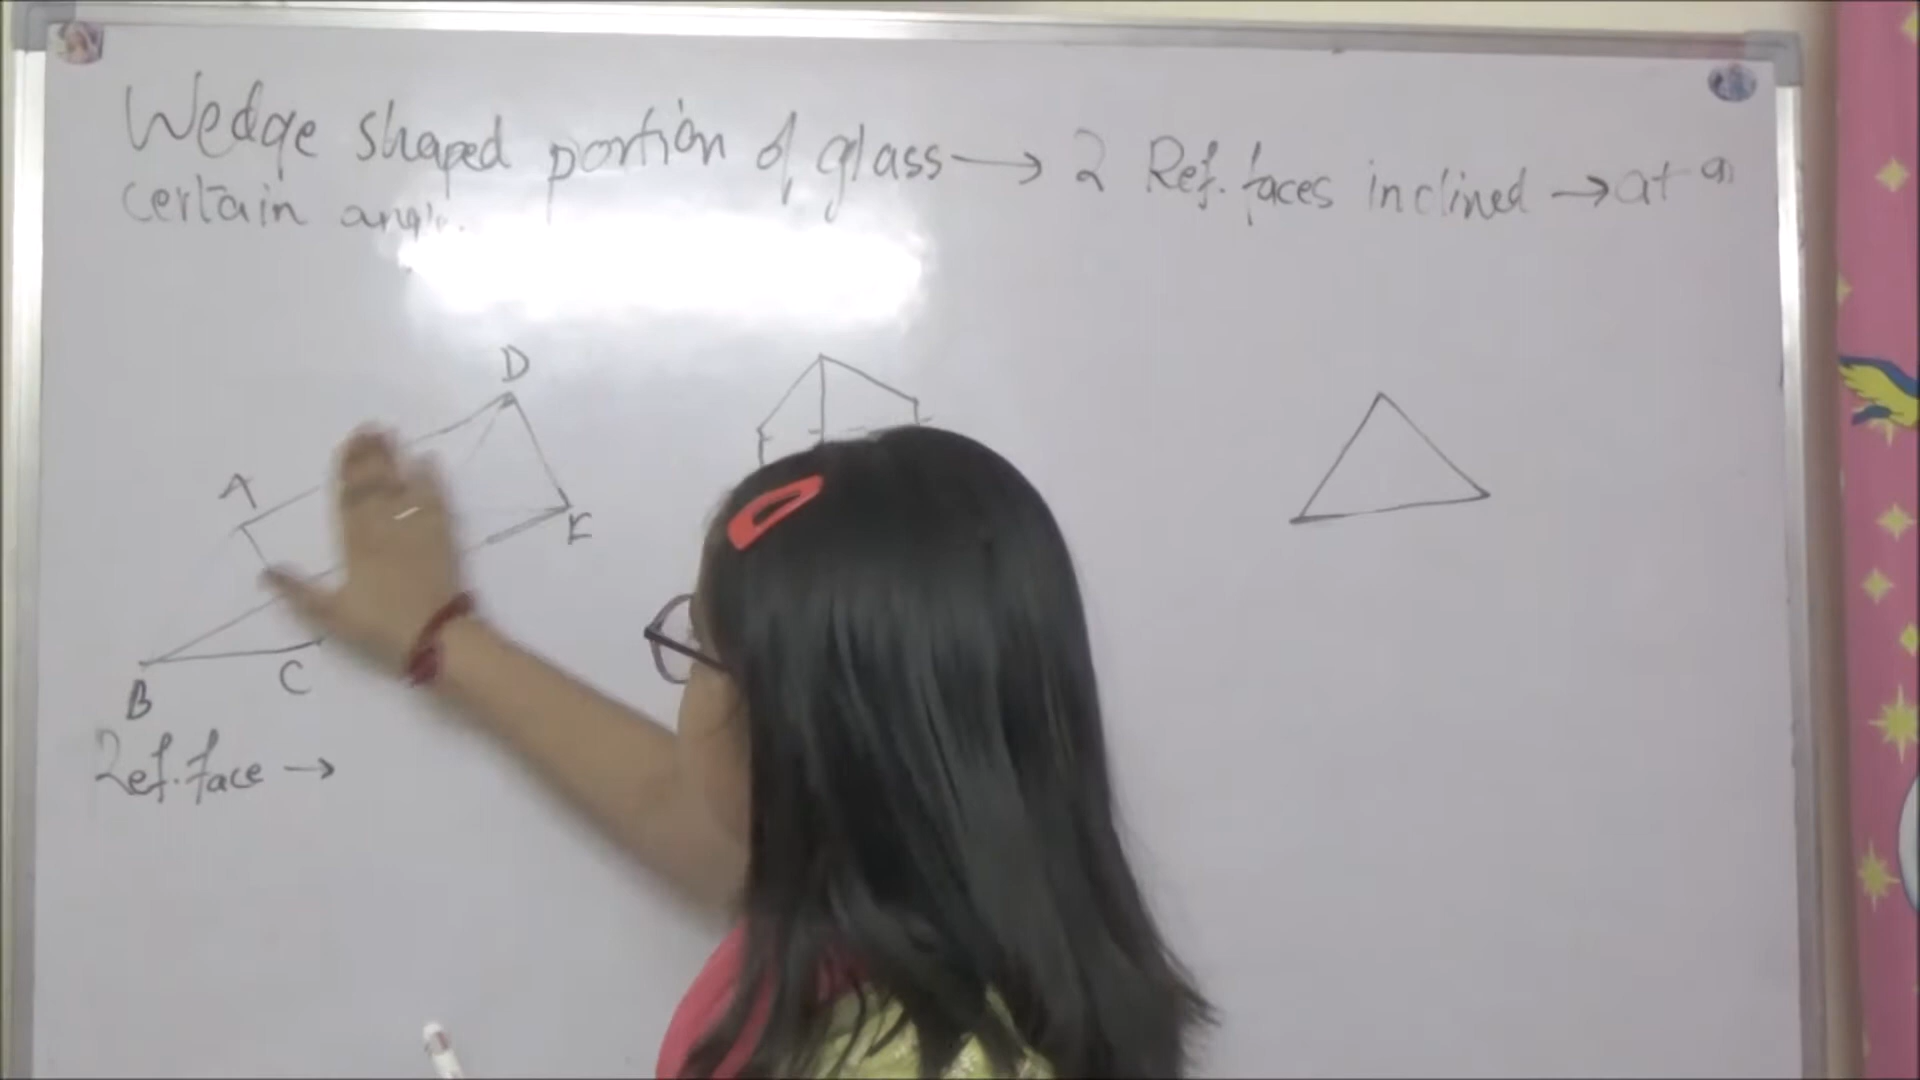 Wedge shaped portion of glass → 2 Ref. faces inclined → at a
certain angle.
D
A
E
B
C
Ref. face →